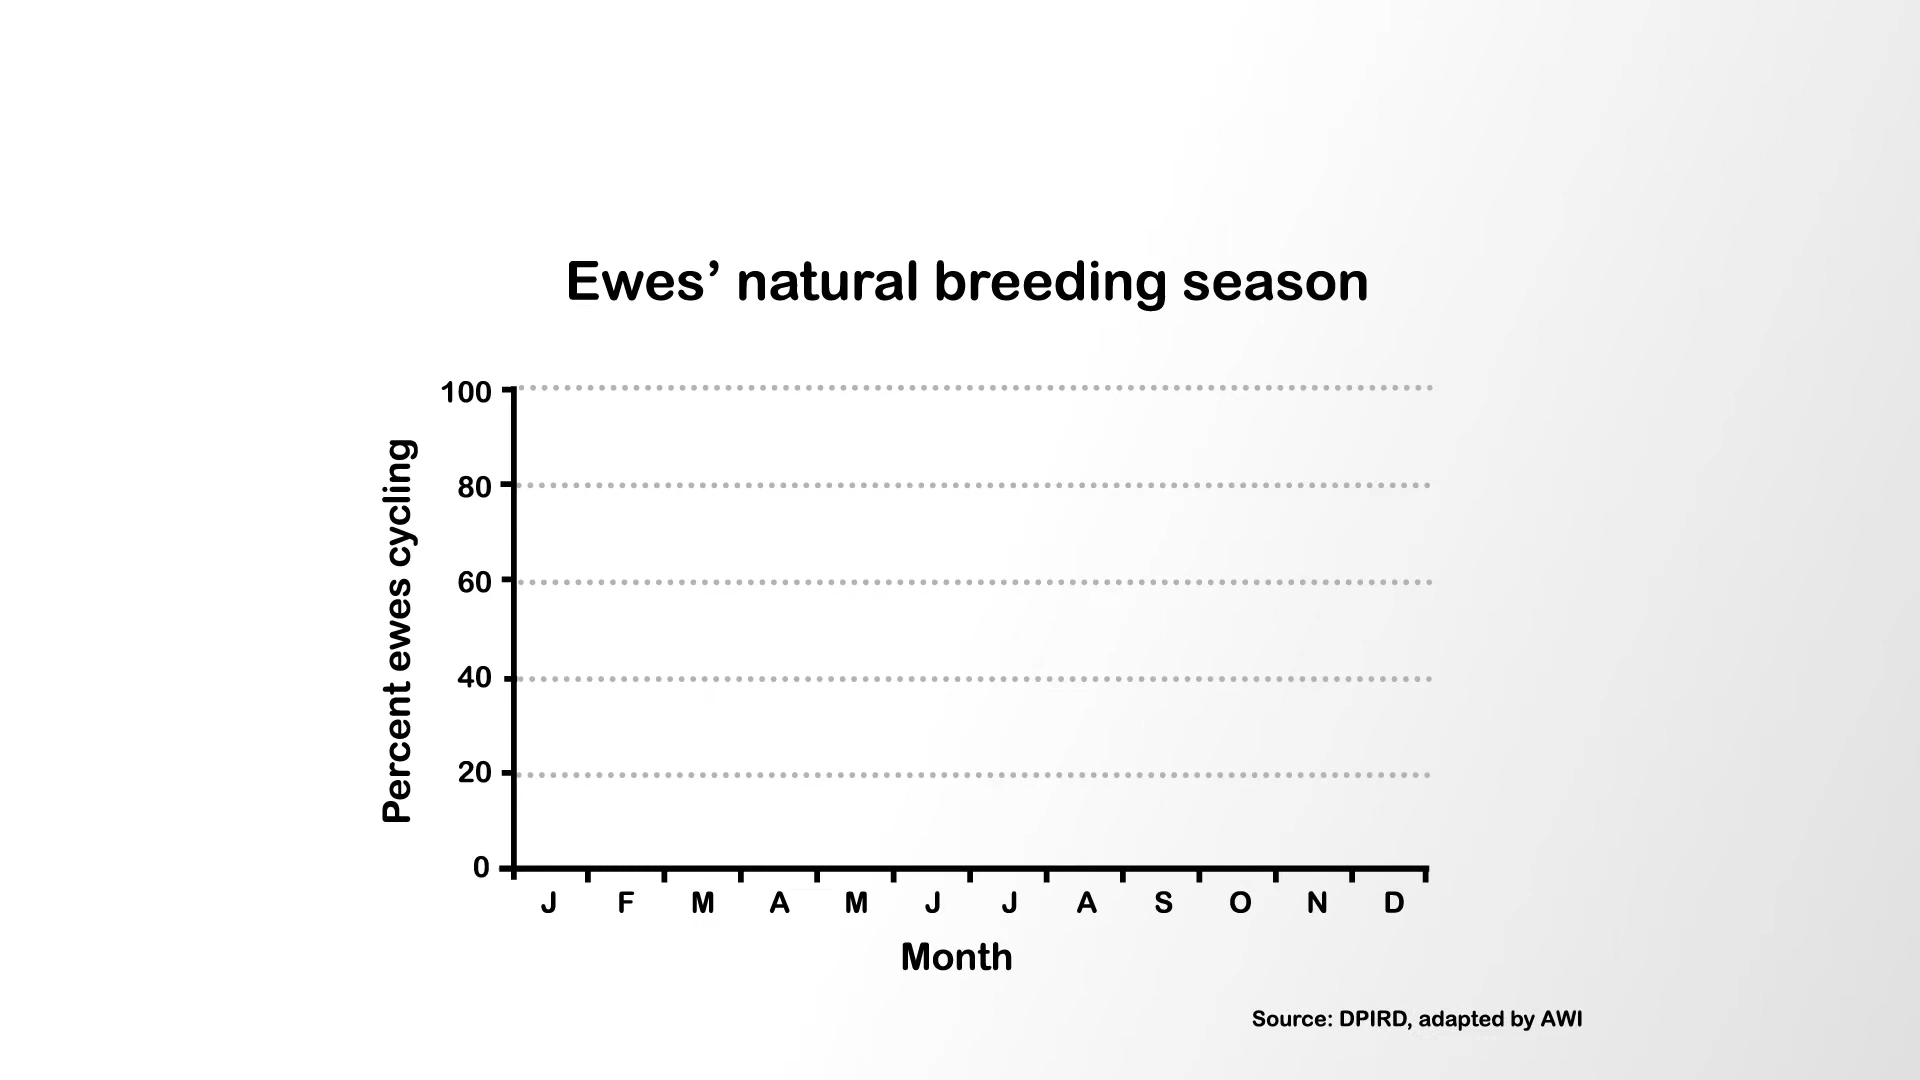 Ewes’ natural breeding season
100
80
60
40
20
0
Percent ewes cycling
J F M A M J J A S O N D
Month
Source: DPIRD, adapted by AWI